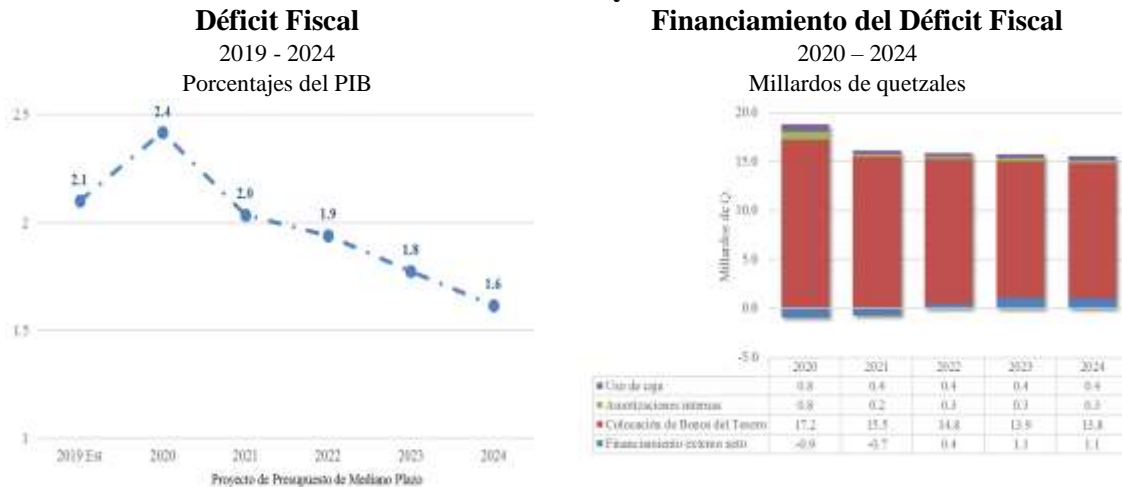 Déficit Fiscal
2019 - 2024
Porcentajes del PIB
2.5
2
1.5
1
2.1
2.4
2.0
1.9
1.8
1.6
2019 Est
2020
2021
2022
2023
2024
Proyecto de Presupuesto de Mediano Plazo
Financiamiento del Déficit Fiscal
2020 – 2024
Millardos de quetzales
Millardos de Q
20.0
15.0
10.0
5.0
0.0
-5.0
2020 2021 2022 2023 2024
Uso de caja 0.8 0.4 0.4 0.4 0.4
Amortizaciones internas 0.8 0.2 0.3 0.3 0.3
Colocación de Bonos del Tesoro 17.2 15.5 14.8 13.9 13.8
Financiamiento externo neto -0.9 -0.7 0.4 1.1 1.1